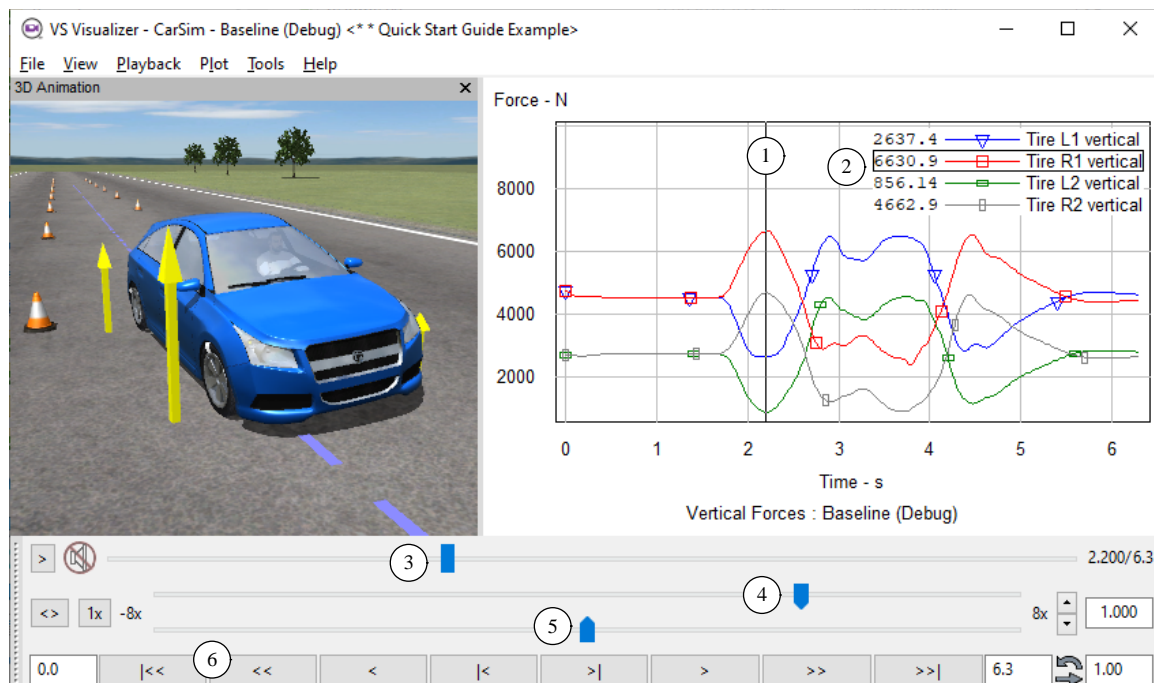 VS Visualizer - CarSim - Baseline (Debug) <* * Quick Start Guide Example>
File View Playback Plot Tools Help
3D Animation
Force - N
1
2
2637.4 Tire L1 vertical
6630.9 Tire R1 vertical
856.14 Tire L2 vertical
4662.9 Tire R2 vertical
8000
6000
4000
2000
0 1 2 3 4 5 6
Time - s
Vertical Forces : Baseline (Debug)
> 3 2.200/6.3
<> 1x -8x 4 8x 1.000
5
6
0.0 |<< << < |< >| > >> >>| 6.3 1.00